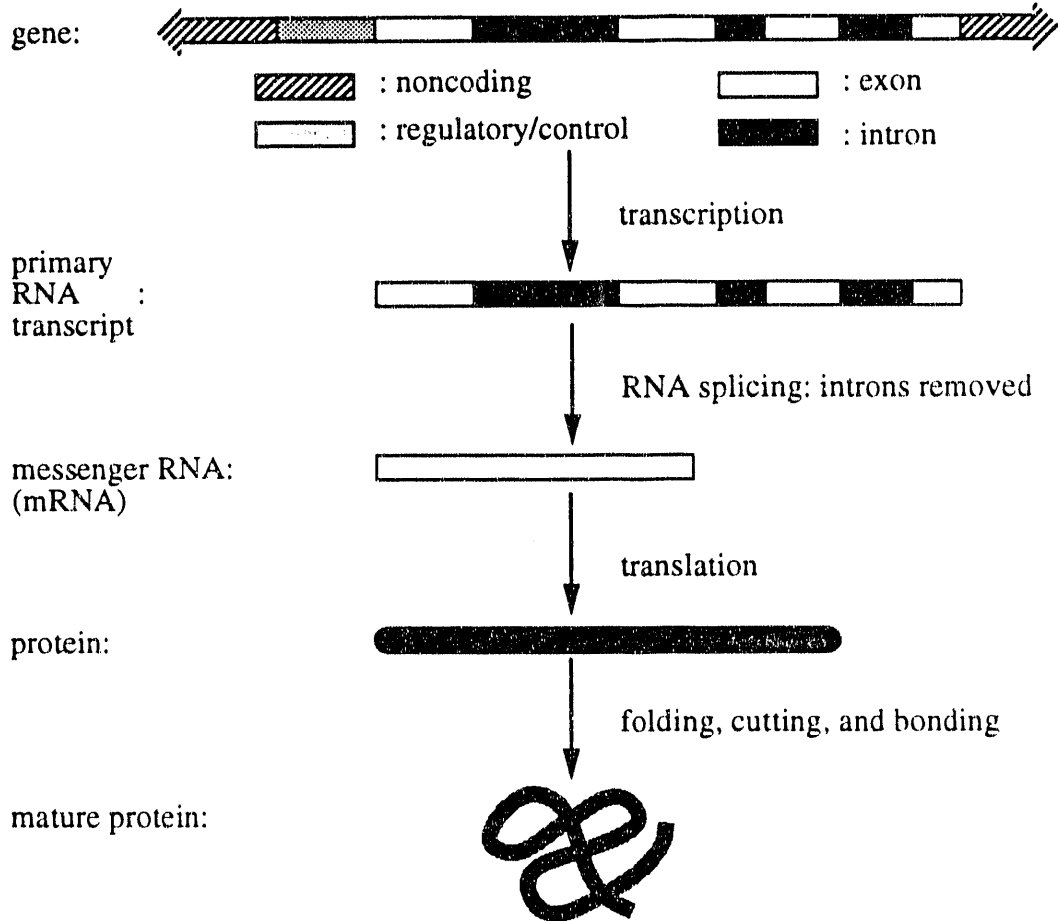 gene:
: noncoding
: exon
: regulatory/control
: intron
transcription
primary
RNA :
transcript
RNA splicing: introns removed
messenger RNA:
(mRNA)
translation
protein:
folding, cutting, and bonding
mature protein: